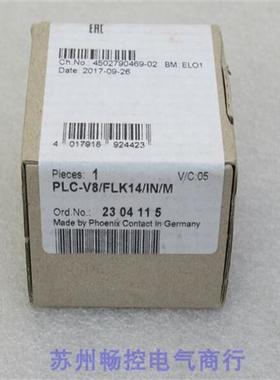 EAC
Ch.No.: 4502790469-02 BM: ELO1
Date: 2017-09-26
4 017918 924423
Pieces: 1 V/C:05
PLC-V8/FLK14/IN/M
Ord.No.: 23 04 11 5
Made by Phoenix Contact in Germany
苏州畅控电气商行